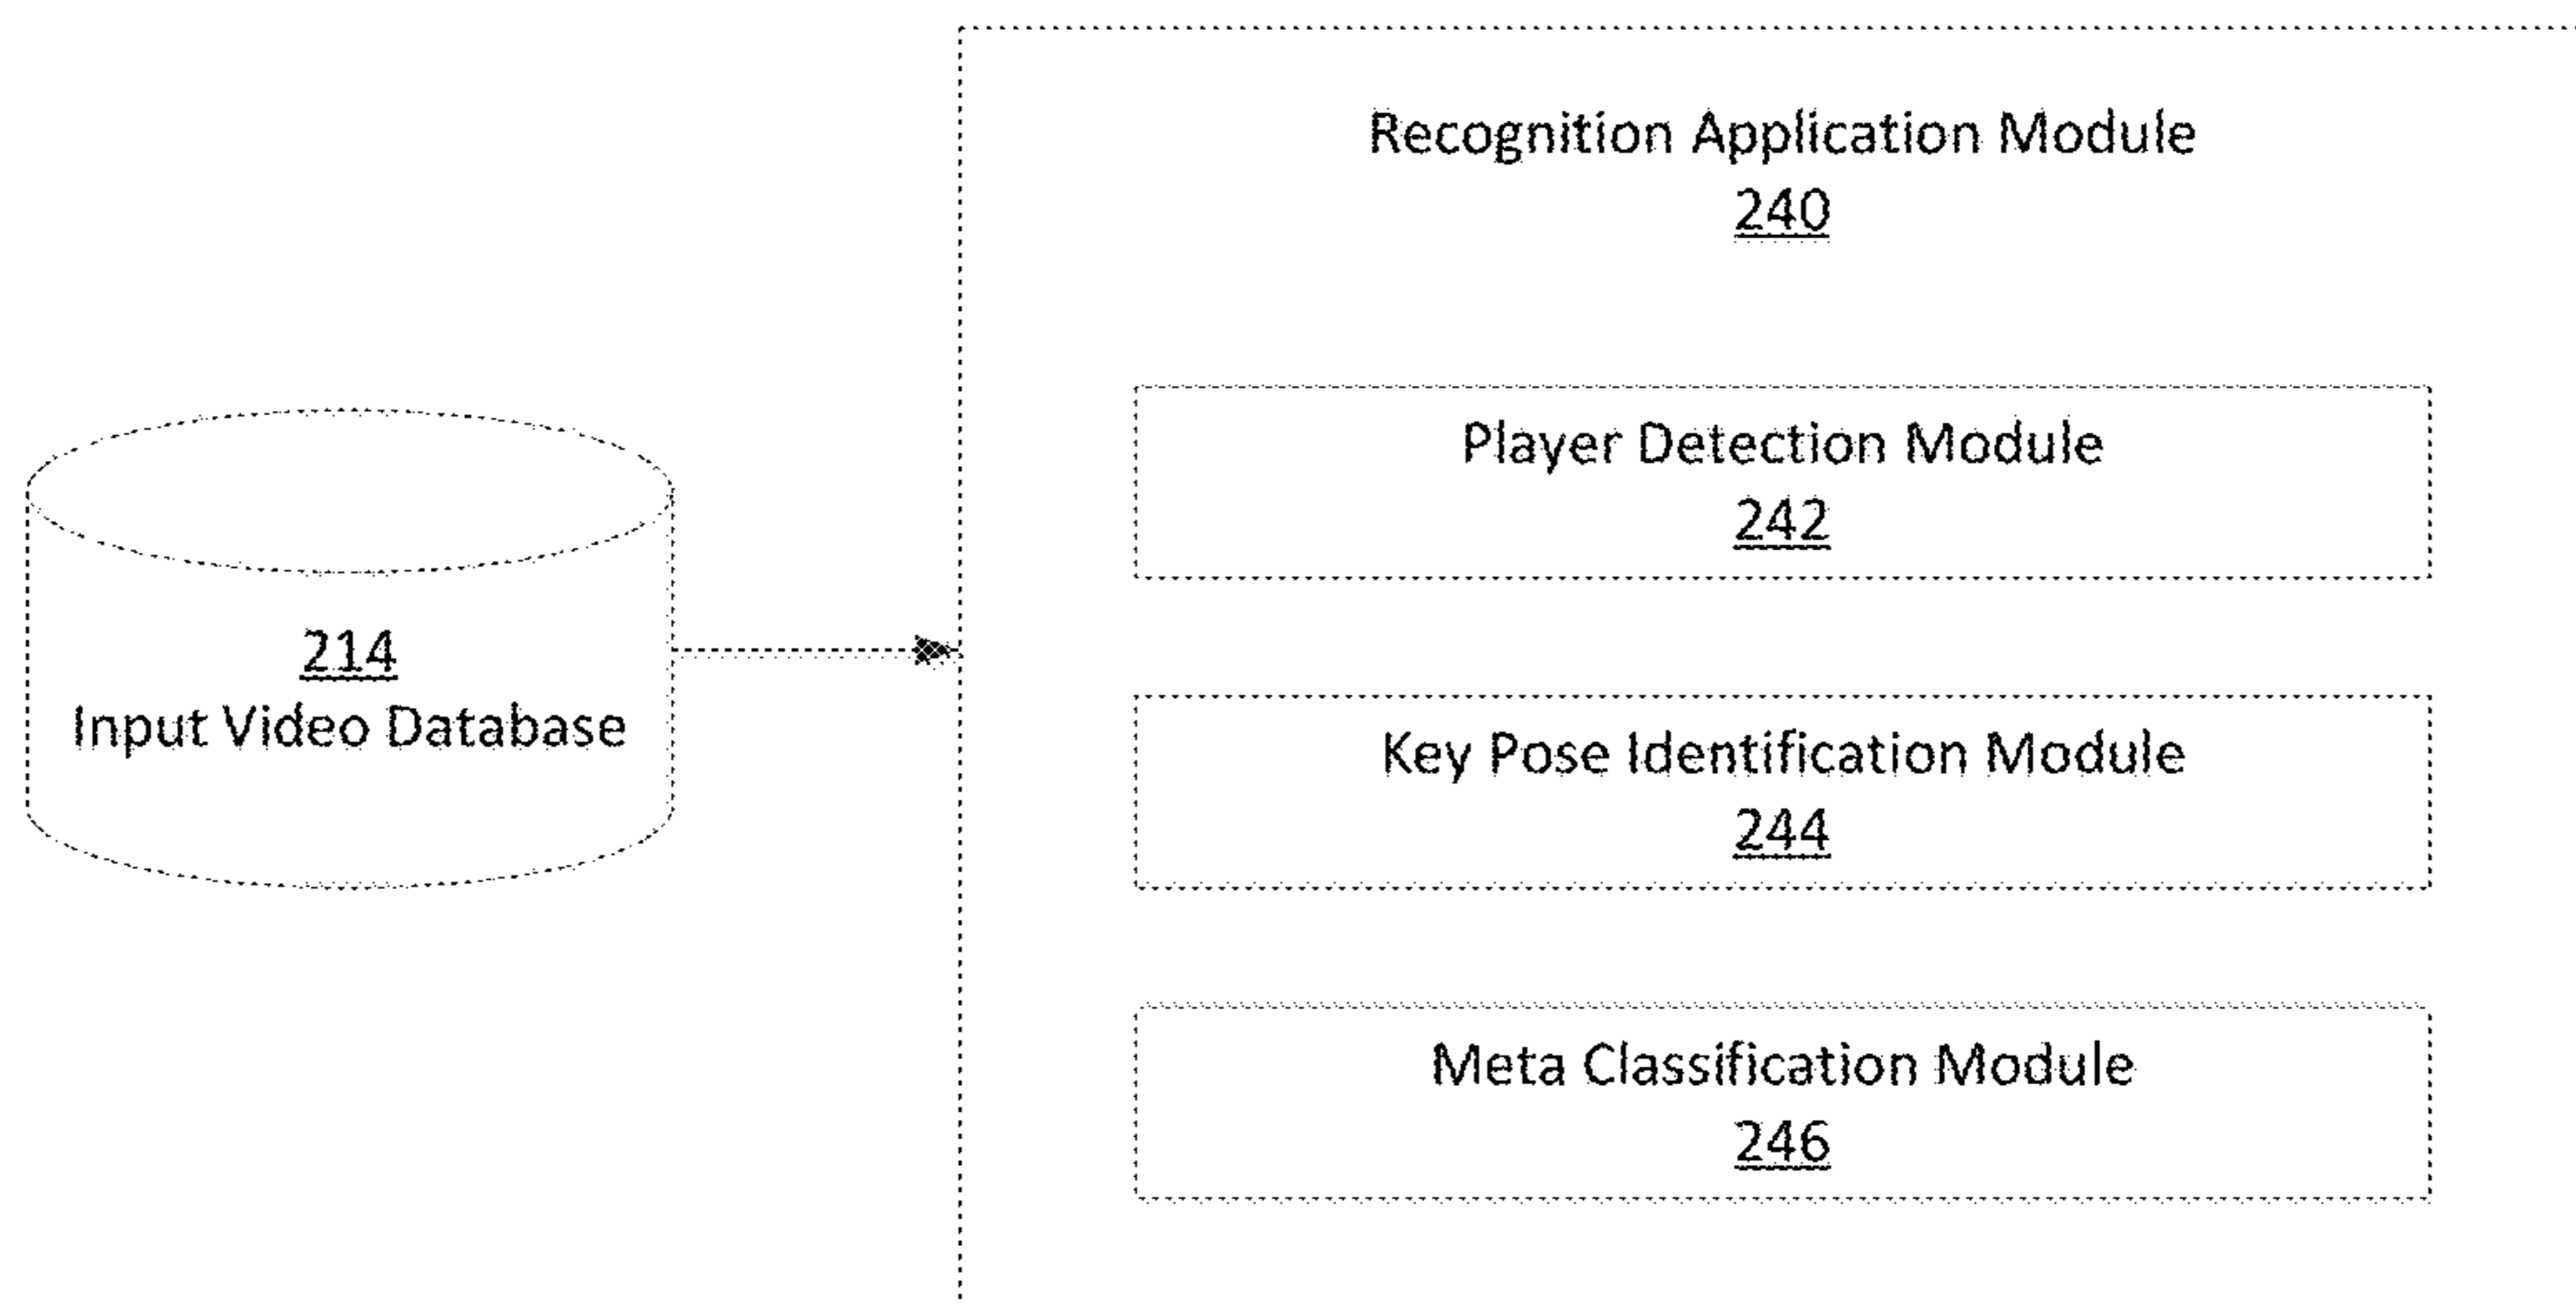 Recognition Application Module
240
Player Detection Module
242
214
Input Video Database
Key Pose Identification Module
244
Meta Classification Module
246